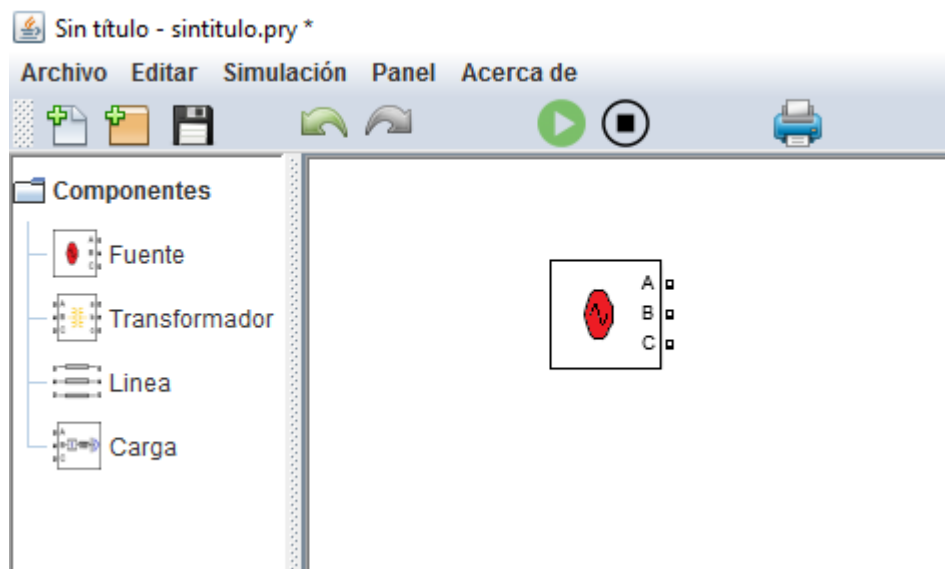 Sin título - sintitulo.pry *
Archivo Editar Simulación Panel Acerca de
Componentes
Fuente
Transformador
Linea
Carga
A
B
C